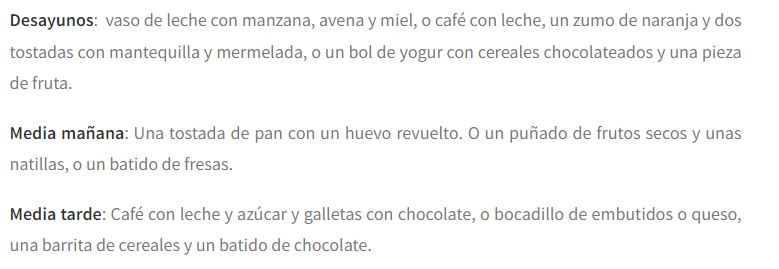 Desayunos: vaso de leche con manzana, avena y miel, o café con leche, un zumo de naranja y dos
tostadas con mantequilla y mermelada, o un bol de yogur con cereales chocolateados y una pieza
de fruta.
Media mañana: Una tostada de pan con un huevo revuelto. O un puñado de frutos secos y unas
natillas, o un batido de fresas.
Media tarde: Café con leche y azúcar y galletas con chocolate, o bocadillo de embutidos o queso,
una barrita de cereales y un batido de chocolate.